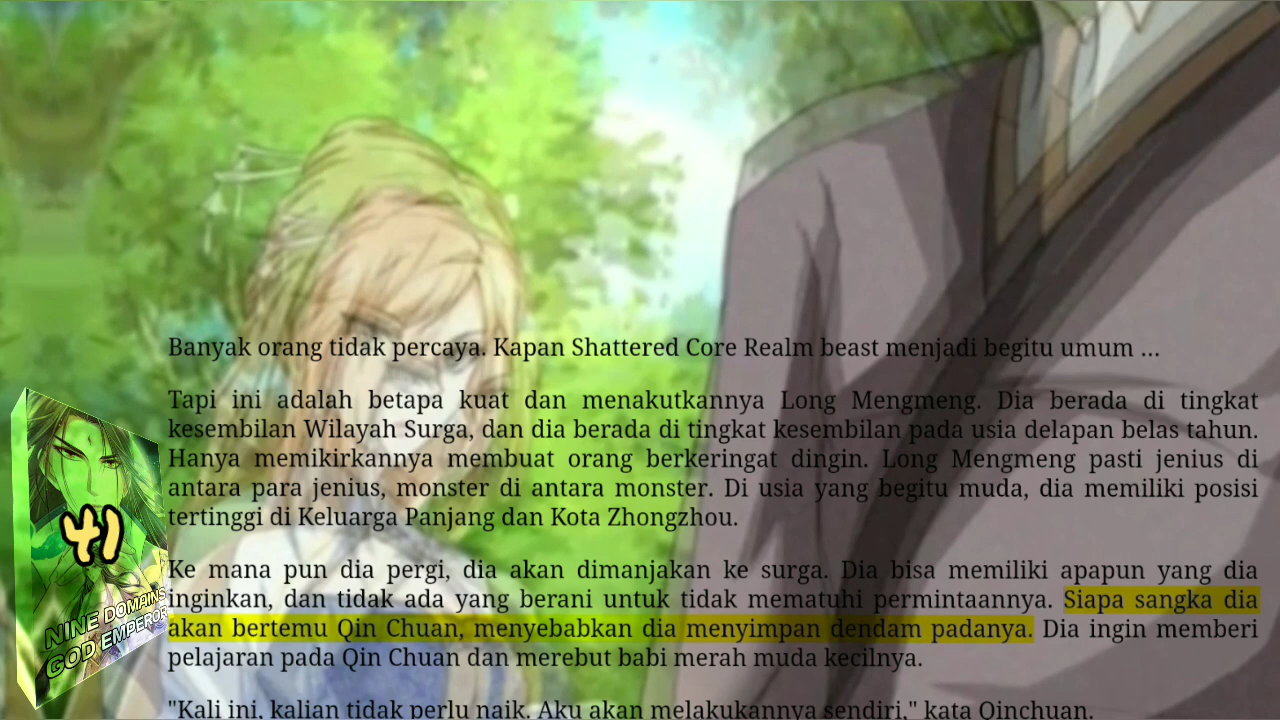 Banyak orang tidak percaya. Kapan Shattered Core Realm beast menjadi begitu umum ...
Tapi ini adalah betapa kuat dan menakutkannya Long Mengmeng. Dia berada di tingkat
kesembilan Wilayah Surga, dan dia berada di tingkat kesembilan pada usia delapan belas tahun.
Hanya memikirkannya membuat orang berkeringat dingin. Long Mengmeng pasti jenius di
antara para jenius, monster di antara monster. Di usia yang begitu muda, dia memiliki posisi
tertinggi di Keluarga Panjang dan Kota Zhongzhou.
Ke mana pun dia pergi, dia akan dimanjakan ke surga. Dia bisa memiliki apapun yang dia
inginkan, dan tidak ada yang berani untuk tidak mematuhi permintaannya. Siapa sangka dia
akan bertemu Qin Chuan, menyebabkan dia menyimpan dendam padanya. Dia ingin memberi
pelajaran pada Qin Chuan dan merebut babi merah muda kecilnya.
"Kali ini, kalian tidak perlu naik. Aku akan melakukannya sendiri," kata Qinchuan.
41
NINE DOMAINS
GOD EMPEROR